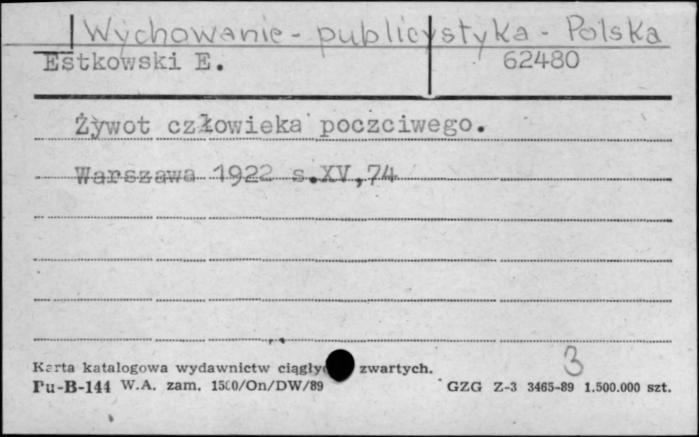 Wychowanie - publicystyka - Polska
Estkowski E. 62480
Żywot człowieka poczciwego.
Warszawa 1922 s.XV,74
3
Karta katalogowa wydawnictw zwartych.
Pu-B-144 W.A. zam. 1500/On/DW/89 GZG Z-3 3465-89 1.500.000 szt.